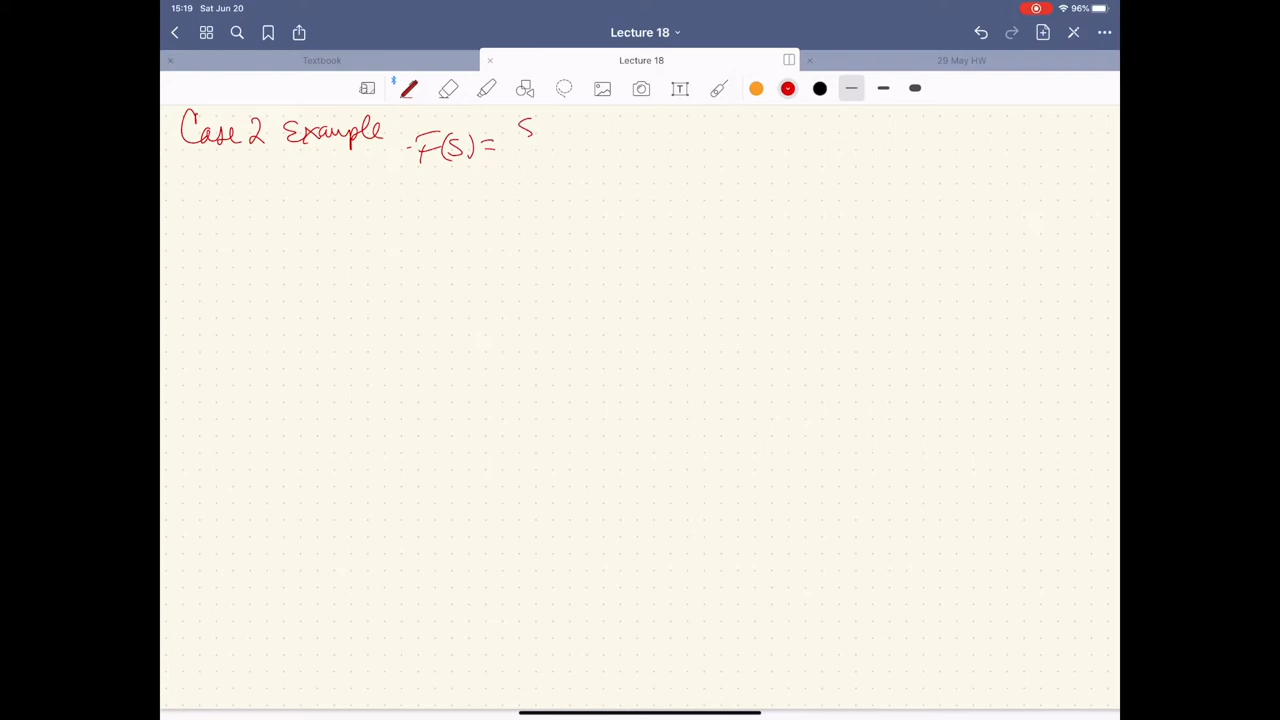 15:19 Sat Jun 20 96%
Lecture 18
Textbook Lecture 18 29 May HW
T
Case 2 Example F(s) = s